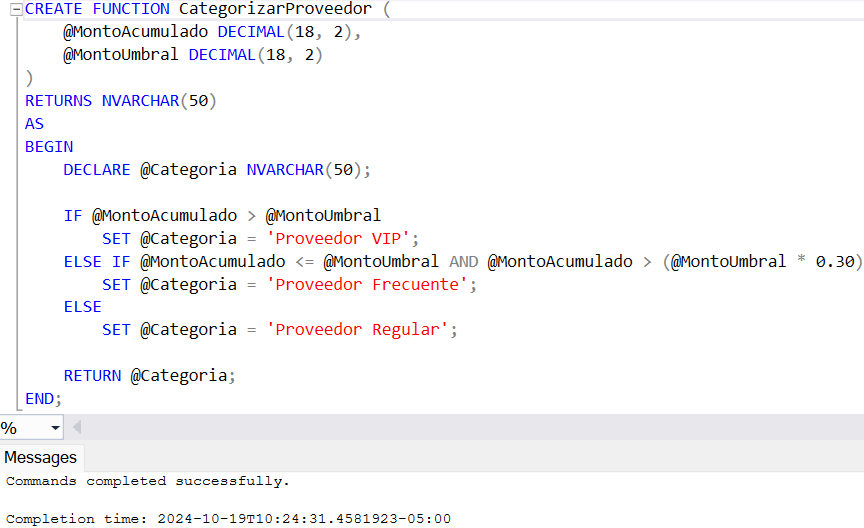 CREATE FUNCTION CategorizarProveedor (
    @MontoAcumulado DECIMAL(18, 2),
    @MontoUmbral DECIMAL(18, 2)
)
RETURNS NVARCHAR(50)
AS
BEGIN
    DECLARE @Categoria NVARCHAR(50);

    IF @MontoAcumulado > @MontoUmbral
        SET @Categoria = 'Proveedor VIP';
    ELSE IF @MontoAcumulado <= @MontoUmbral AND @MontoAcumulado > (@MontoUmbral * 0.30)
        SET @Categoria = 'Proveedor Frecuente';
    ELSE
        SET @Categoria = 'Proveedor Regular';

    RETURN @Categoria;
END;
%
Messages
Commands completed successfully.

Completion time: 2024-10-19T10:24:31.4581923-05:00